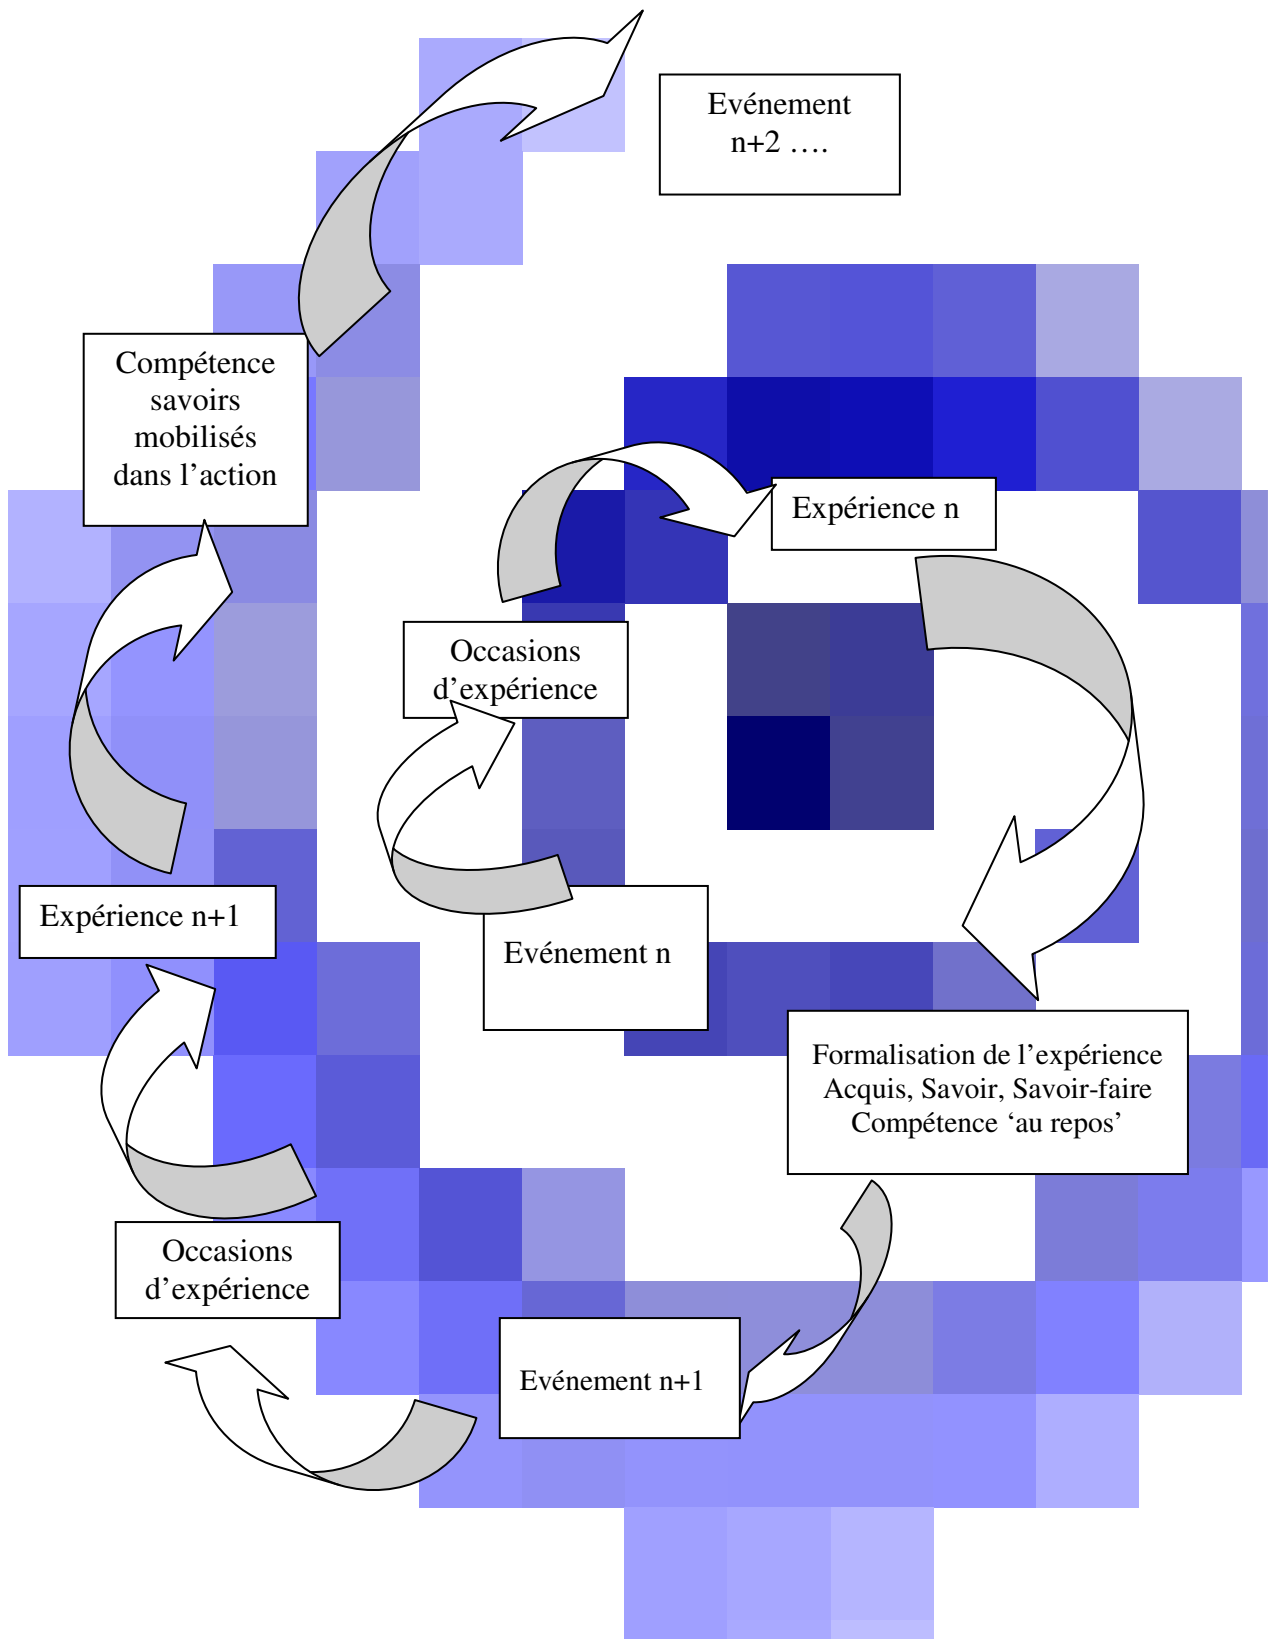 Evénement
n+2 ….
Compétence
savoirs
mobilisés
dans l’action
Expérience n
Occasions
d’expérience
Expérience n+1
Evénement n
Formalisation de l’expérience
Acquis, Savoir, Savoir-faire
Compétence ‘au repos’
Occasions
d’expérience
Evénement n+1